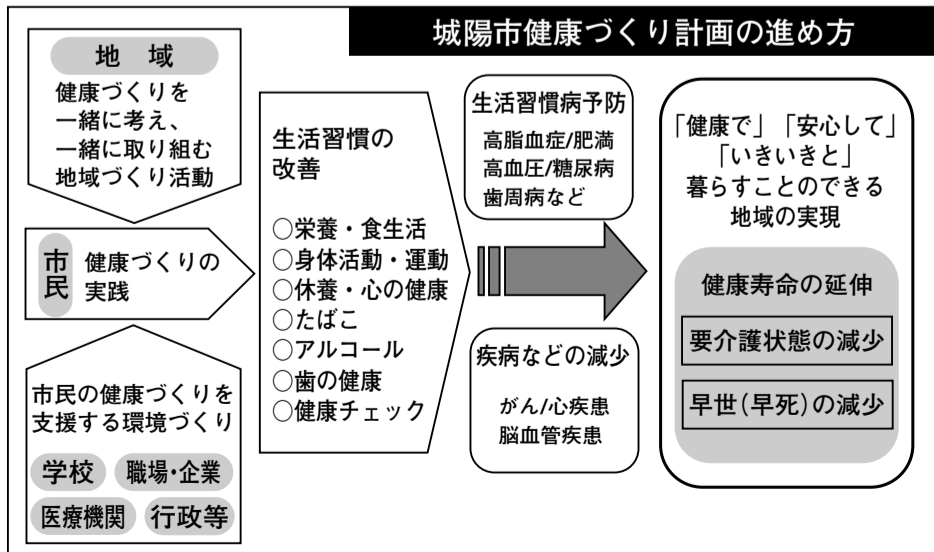 城陽市健康づくり計画の進め方
地 域
健康づくりを
一緒に考え、
一緒に取り組む
地域づくり活動
市民
健康づくりの
実践
市民の健康づくりを
支援する環境づくり
学校 職場・企業
医療機関 行政等
生活習慣の
改善
○栄養・食生活
○身体活動・運動
○休養・心の健康
○たばこ
○アルコール
○歯の健康
○健康チェック
生活習慣病予防
高脂血症/肥満
高血圧/糖尿病
歯周病など
疾病などの減少
がん/心疾患
脳血管疾患
「健康で」「安心して」
「いきいきと」
暮らすことのできる
地域の実現
健康寿命の延伸
要介護状態の減少
早世(早死)の減少